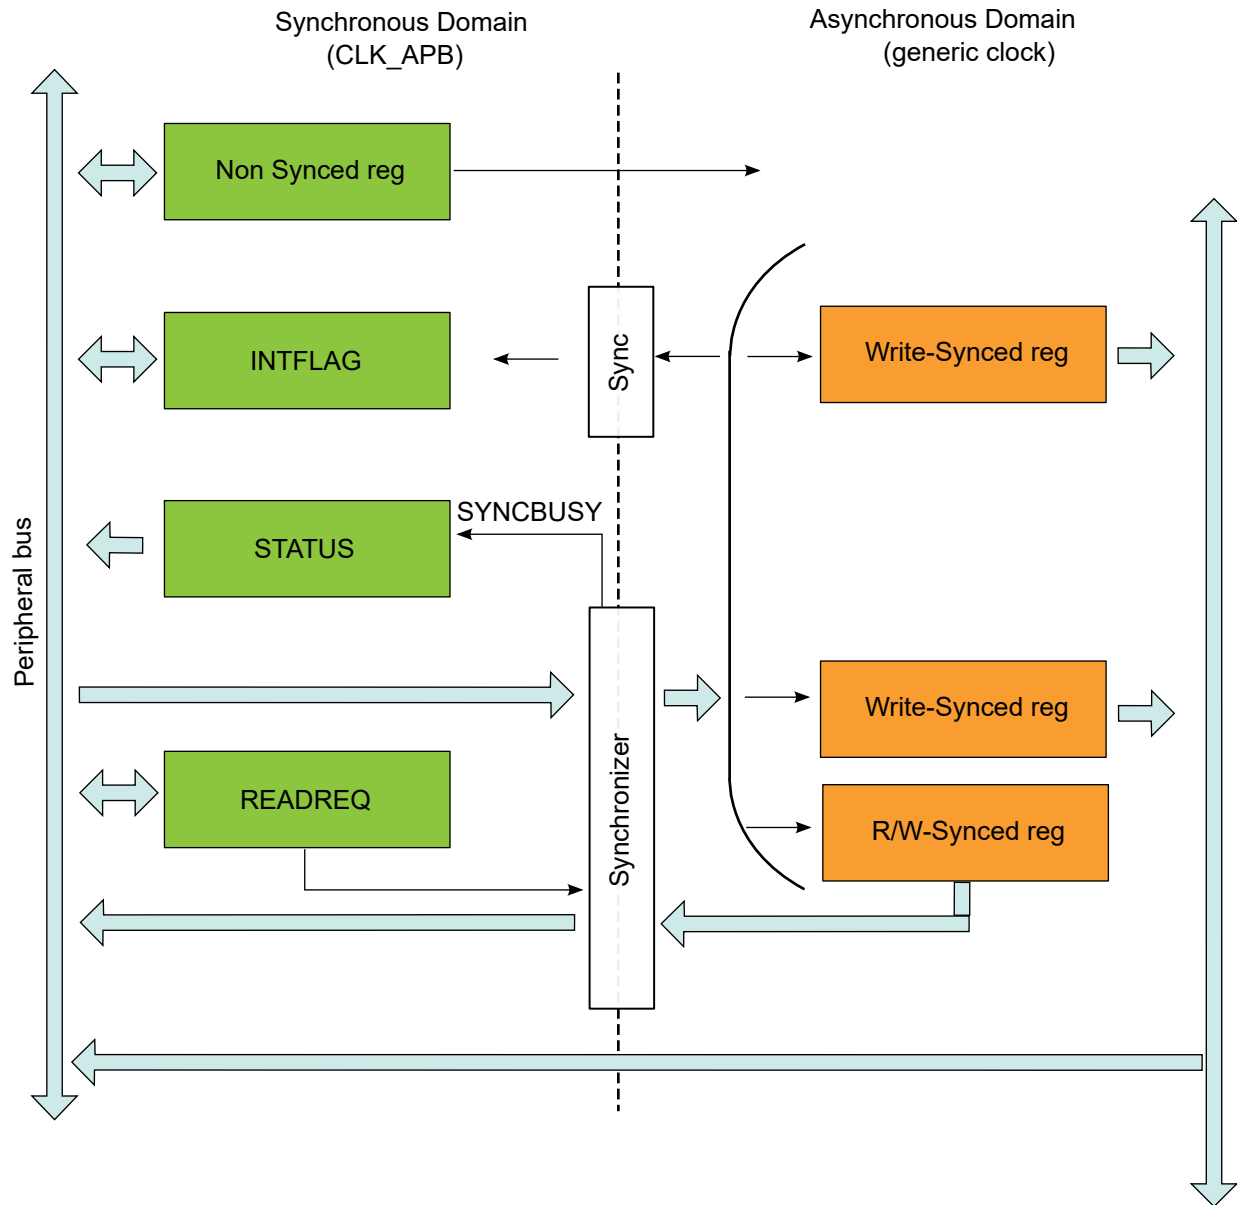 Synchronous Domain
(CLK_APB)
Asynchronous Domain
(generic clock)
Non Synced reg
INTFLAG
Sync
Write-Synced reg
SYNCBUSY
STATUS
Peripheral bus
Write-Synced reg
READREQ
Synchronizer
R/W-Synced reg